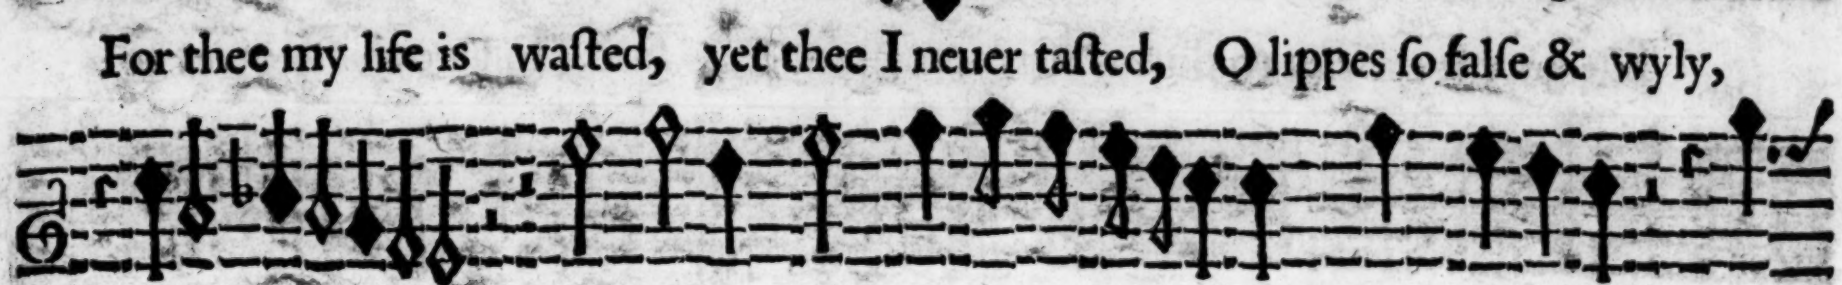 For thee my life is waſted, yet thee I neuer taſted, O lippes ſo falſe & wyly,